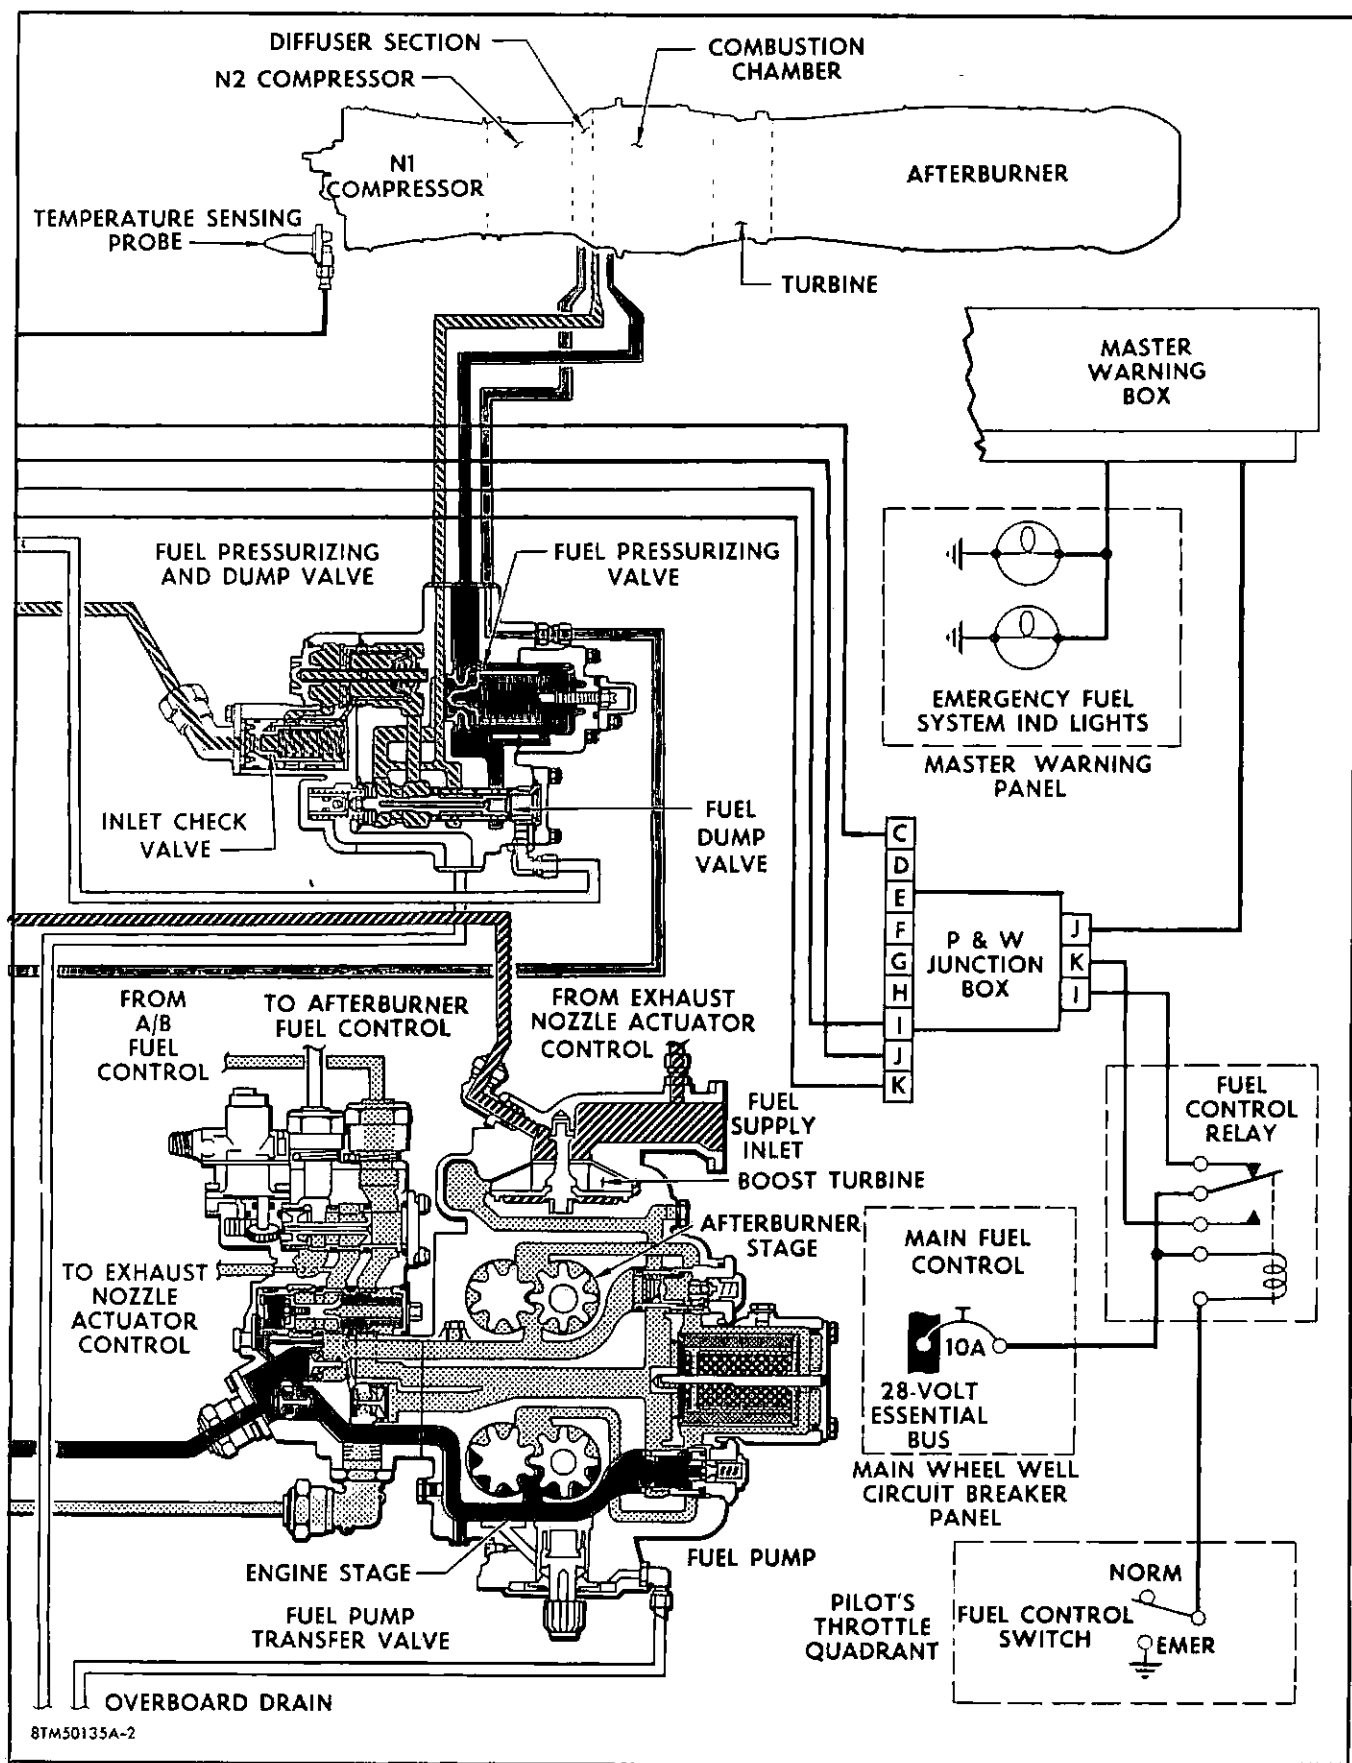 DIFFUSER SECTION
N2 COMPRESSOR
COMBUSTION
CHAMBER
N1
COMPRESSOR
AFTERBURNER
TEMPERATURE SENSING
PROBE
TURBINE
MASTER
WARNING
BOX
FUEL PRESSURIZING
AND DUMP VALVE
FUEL PRESSURIZING
VALVE
EMERGENCY FUEL
SYSTEM IND LIGHTS
MASTER WARNING
PANEL
INLET CHECK
VALVE
FUEL
DUMP
VALVE
C
D
E
F
G
H
I
J
K
P & W
JUNCTION
BOX
J
K
I
FROM
A/B
FUEL
CONTROL
TO AFTERBURNER
FUEL CONTROL
FROM EXHAUST
NOZZLE ACTUATOR
CONTROL
FUEL
SUPPLY
INLET
BOOST TURBINE
FUEL
CONTROL
RELAY
AFTERBURNER
STAGE
TO EXHAUST
NOZZLE
ACTUATOR
CONTROL
MAIN FUEL
CONTROL
10A
28-VOLT
ESSENTIAL
BUS
MAIN WHEEL WELL
CIRCUIT BREAKER
PANEL
ENGINE STAGE
FUEL PUMP
FUEL PUMP
TRANSFER VALVE
PILOT'S
THROTTLE
QUADRANT
NORM
FUEL CONTROL
SWITCH
EMER
OVERBOARD DRAIN
8TM50135A-2